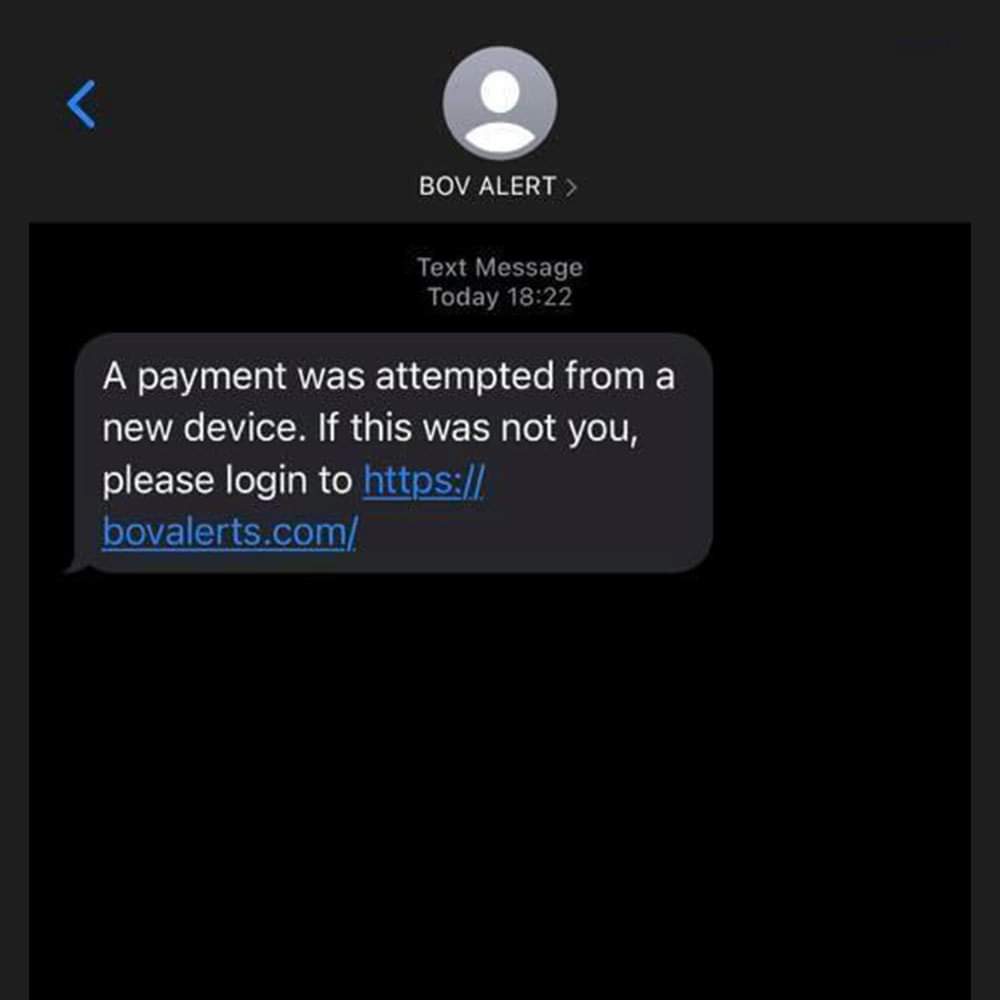 BOV ALERT
Text Message
Today 18:22
A payment was attempted from a
new device. If this was not you,
please login to https://
bovalerts.com/